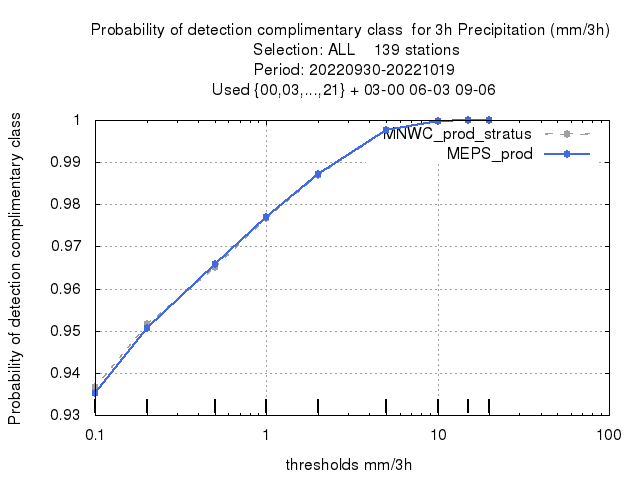 Probability of detection complimentary class  for 3h Precipitation (mm/3h)
Selection: ALL    139 stations
Period: 20220930-20221019
Used {00,03,...,21} + 03-00 06-03 09-06
Probability of detection complimentary class
1
0.99
0.98
0.97
0.96
0.95
0.94
0.93
MNWC_prod_stratus
MEPS_prod
0.1
1
10
100
thresholds mm/3h